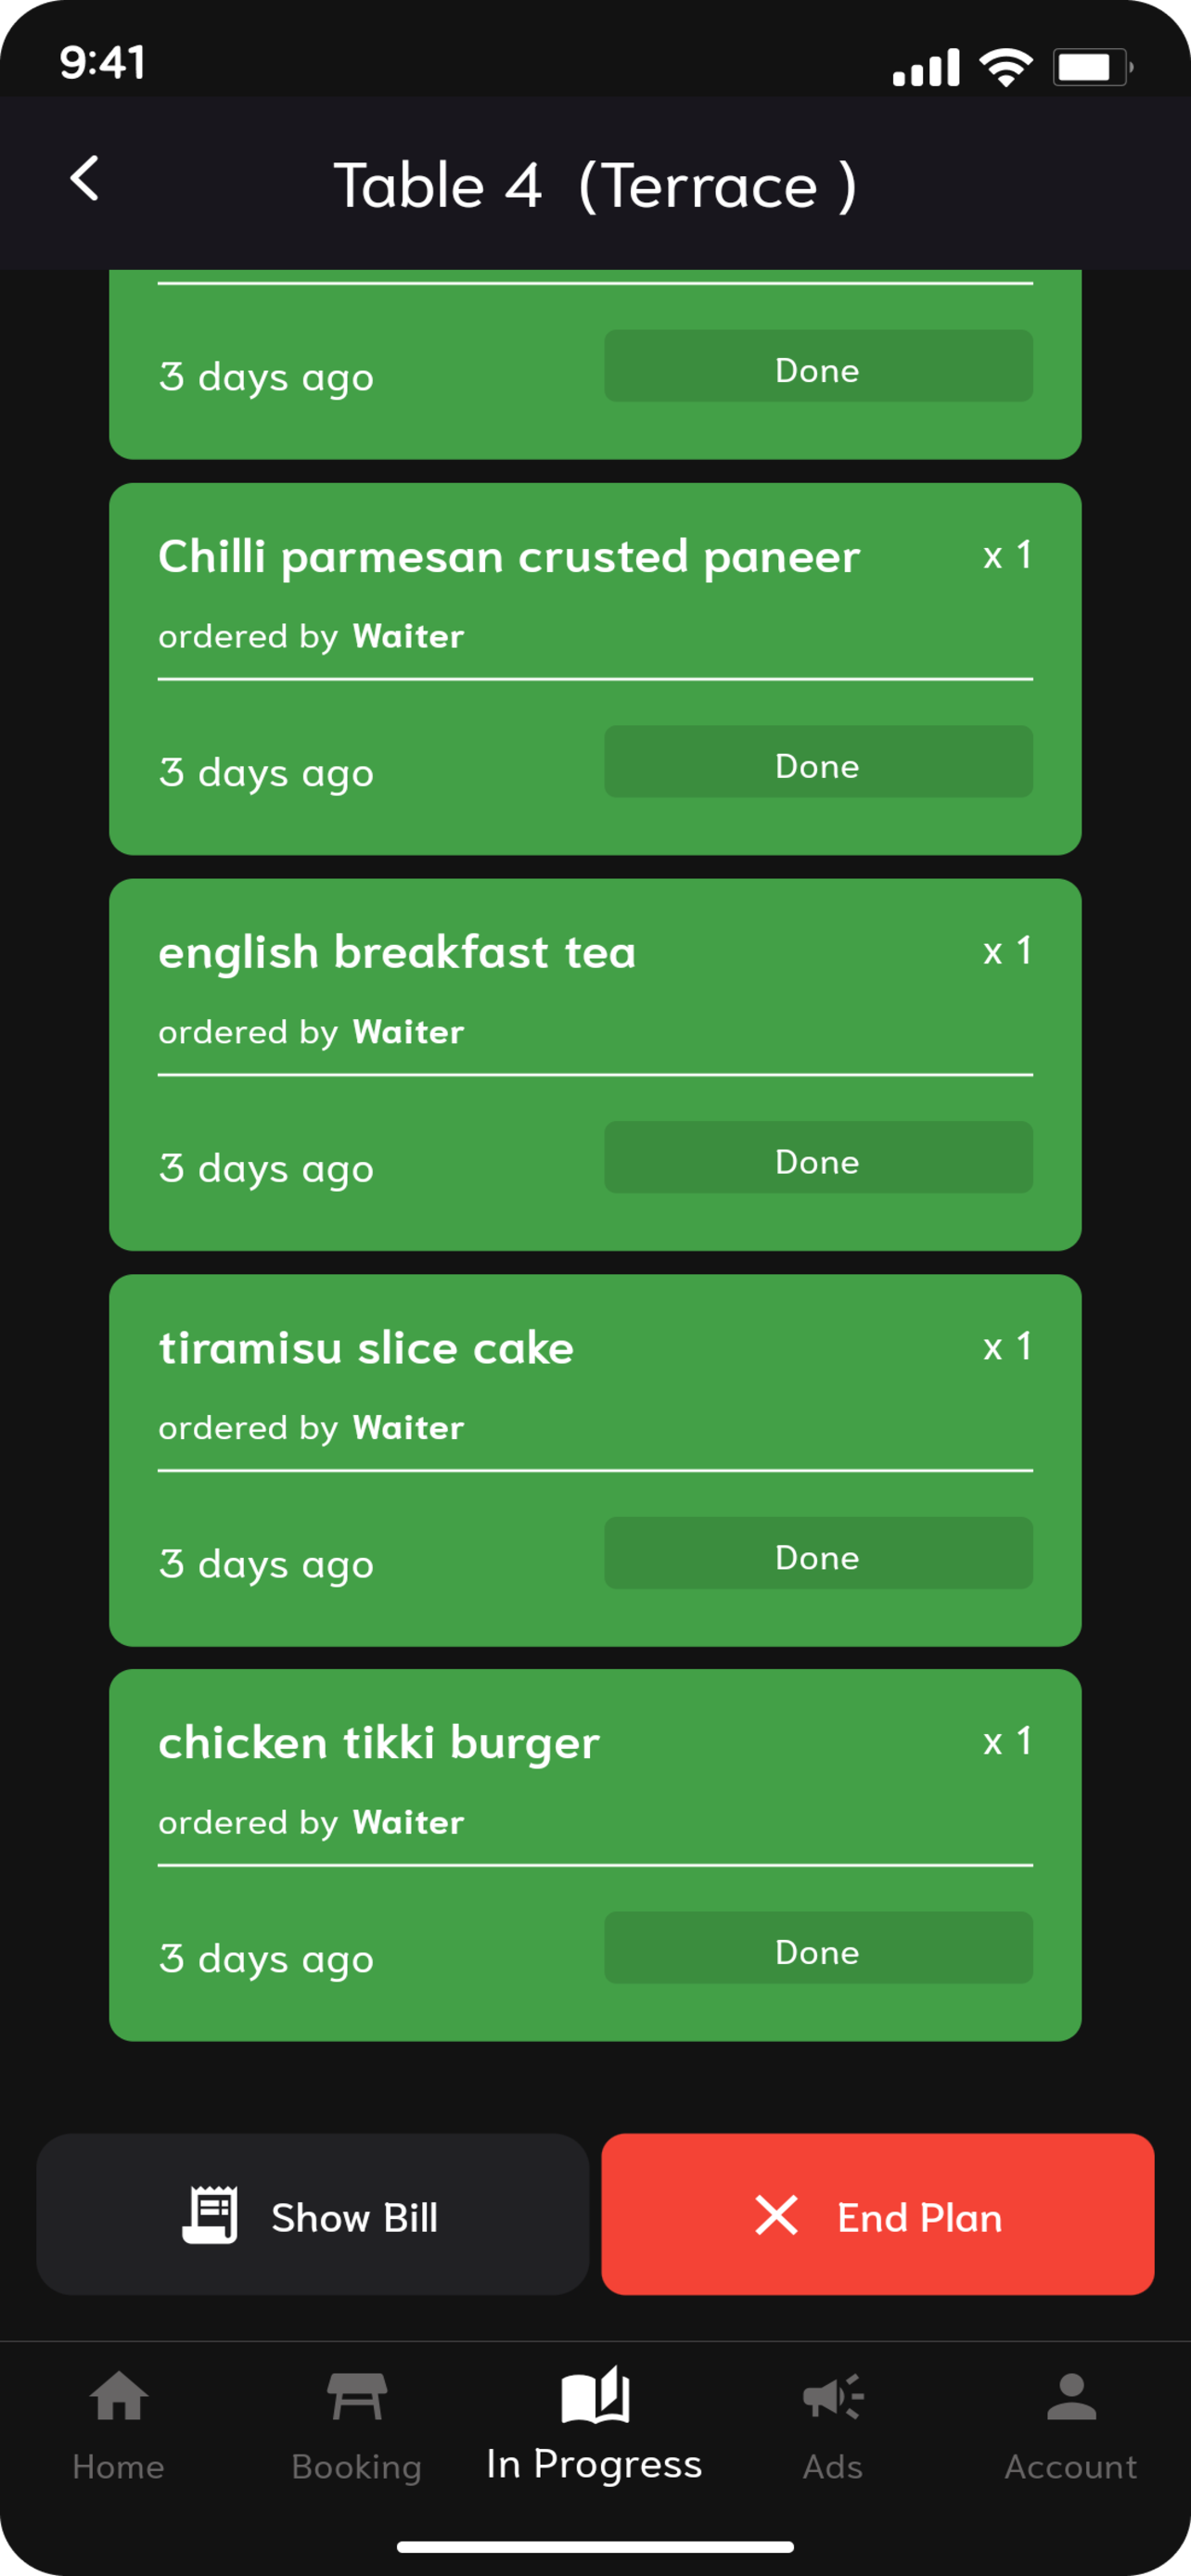 9:41
Table 4 (Terrace )
3 days ago Done
Chilli parmesan crusted paneer x 1
ordered by Waiter
3 days ago Done
english breakfast tea x 1
ordered by Waiter
3 days ago Done
tiramisu slice cake x 1
ordered by Waiter
3 days ago Done
chicken tikki burger x 1
ordered by Waiter
3 days ago Done
Show Bill End Plan
Home Booking In Progress Ads Account